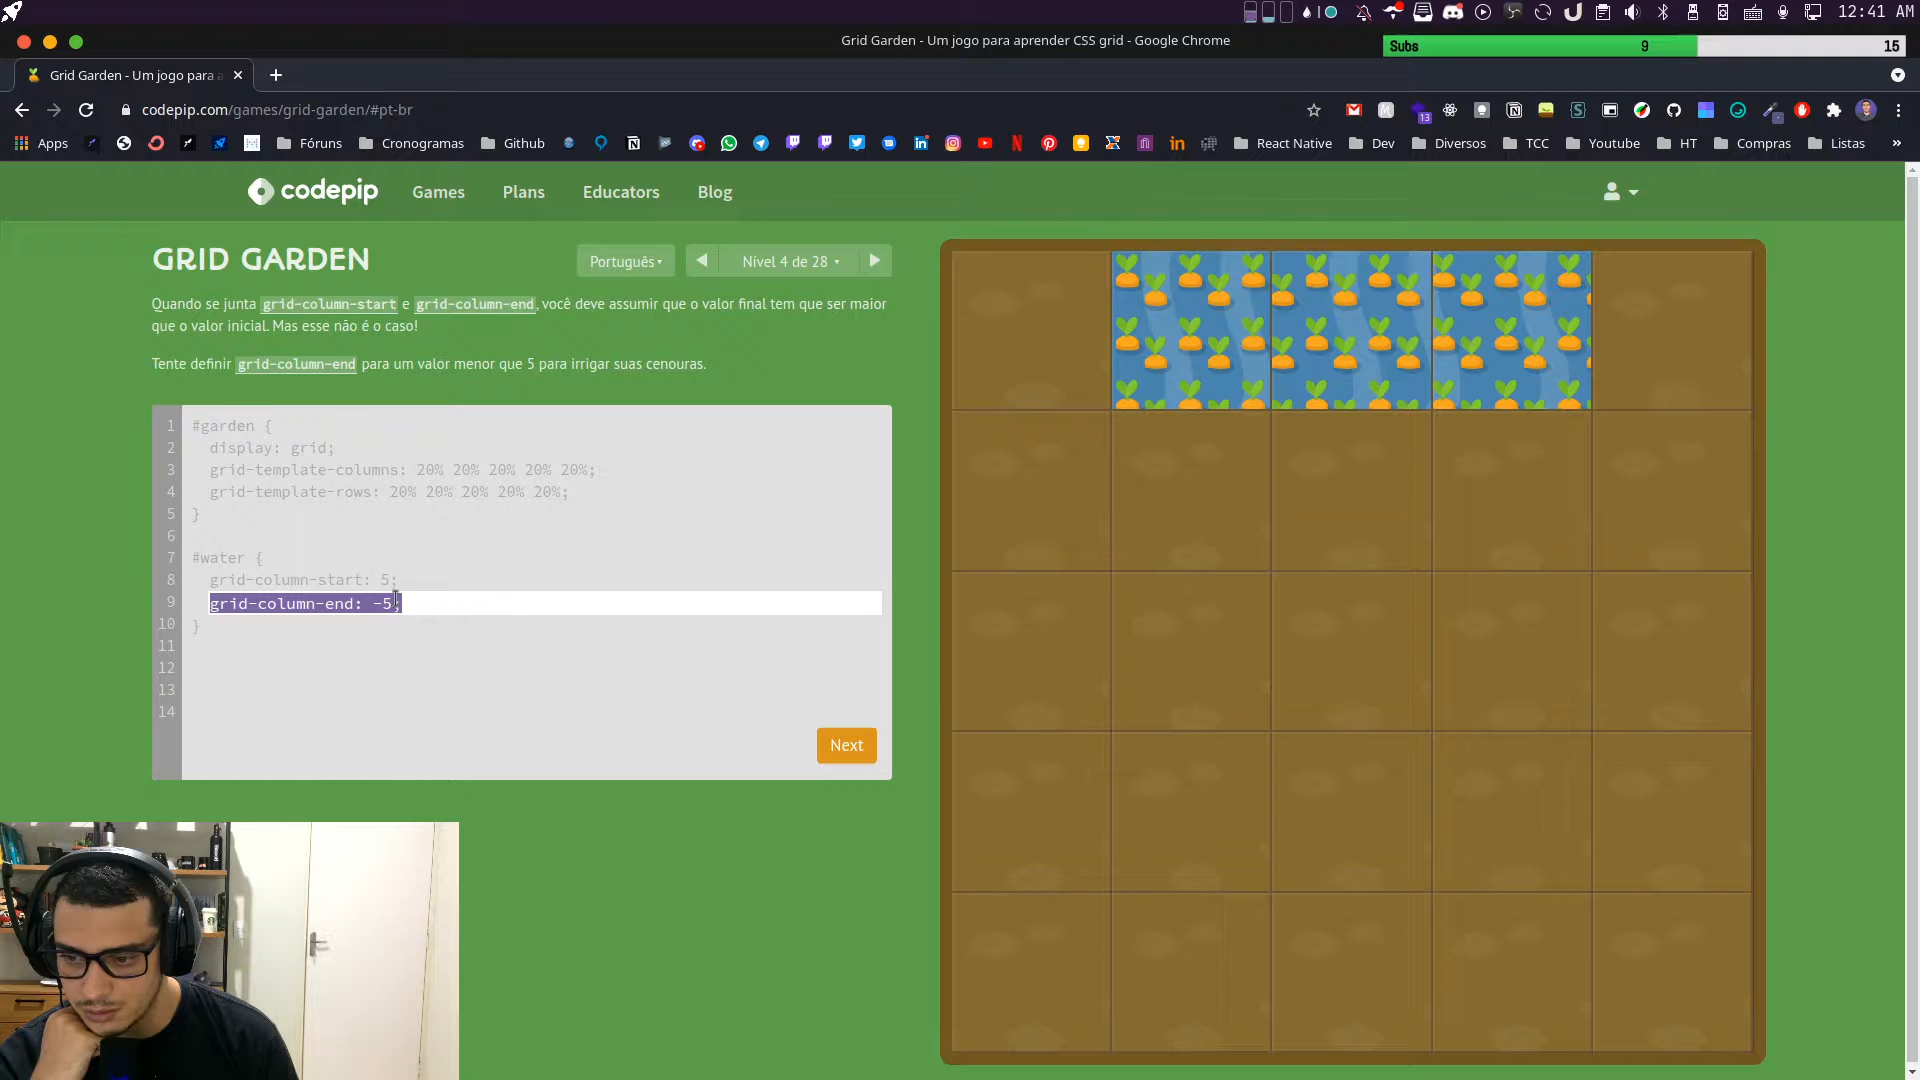 12:41 AM
Grid Garden - Um jogo para aprender CSS grid - Google Chrome
Subs 9 15
Grid Garden - Um jogo para a
codepip.com/games/grid-garden/#pt-br
13
Apps
Fóruns
Cronogramas
Github
React Native
Dev
Diversos
TCC
Youtube
HT
Compras
Listas
»
codepip
Games
Plans
Educators
Blog
GRID GARDEN
Português
Nível 4 de 28
Quando se junta grid-column-start e grid-column-end, você deve assumir que o valor final tem que ser maior
que o valor inicial. Mas esse não é o caso!
Tente definir grid-column-end para um valor menor que 5 para irrigar suas cenouras.
1 #garden {
2 display: grid;
3 grid-template-columns: 20% 20% 20% 20% 20%;
4 grid-template-rows: 20% 20% 20% 20% 20%;
5 }
6
7 #water {
8 grid-column-start: 5;
9 grid-column-end: -5;
10 }
11
12
13
14
Next